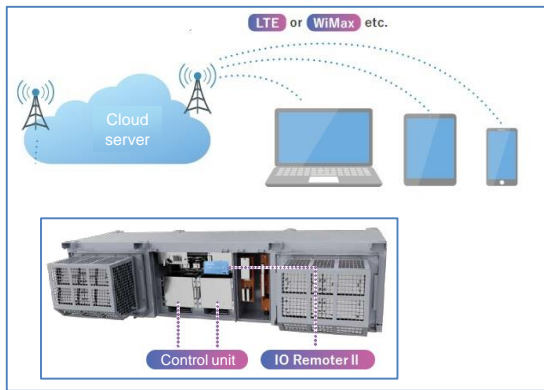 LTE or WiMax etc.
Cloud
server
Control unit
IO Remoter II